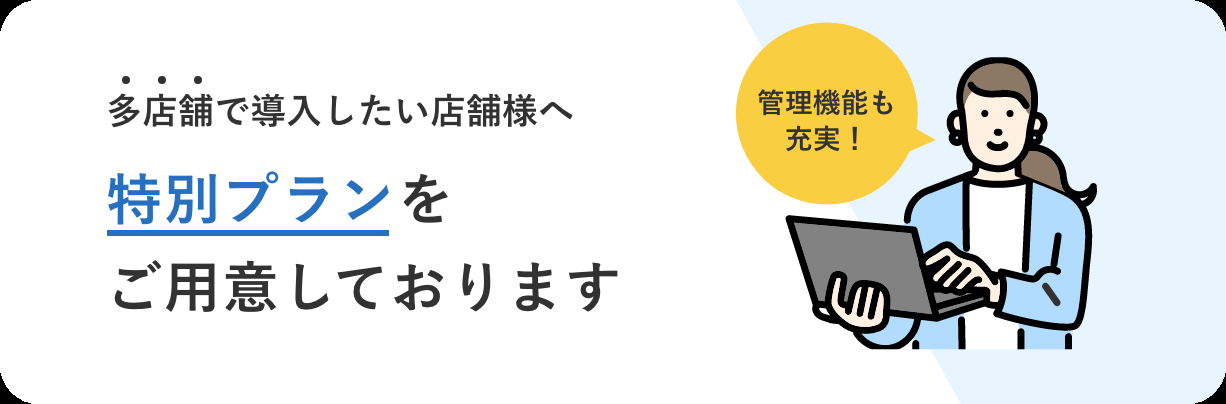 多店舗で導入したい店舗様へ
特別プランを
ご用意しております
管理機能も
充実！